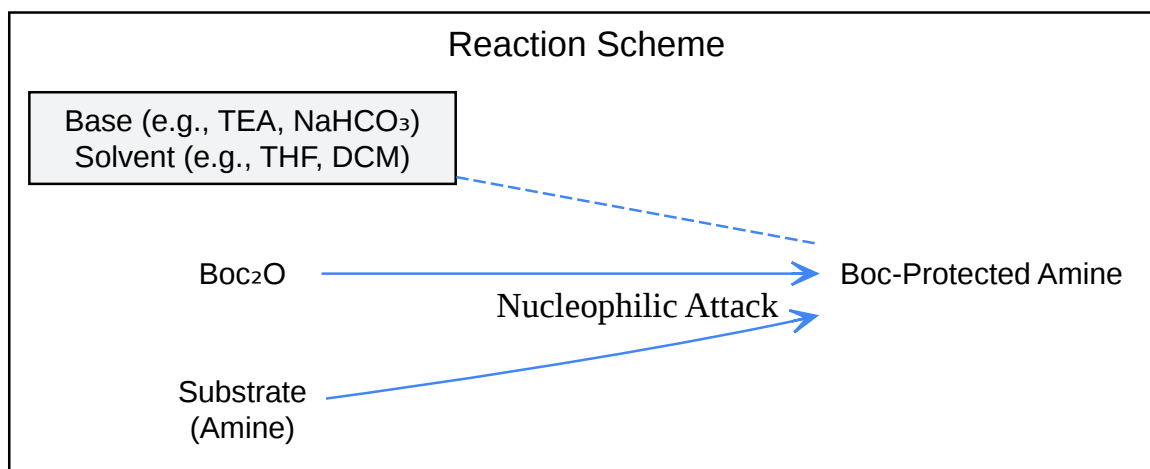 Reaction Scheme
Base (e.g., TEA, NaHCO₃)
Solvent (e.g., THF, DCM)
Boc₂O
Boc-Protected Amine
Nucleophilic Attack
Substrate
(Amine)